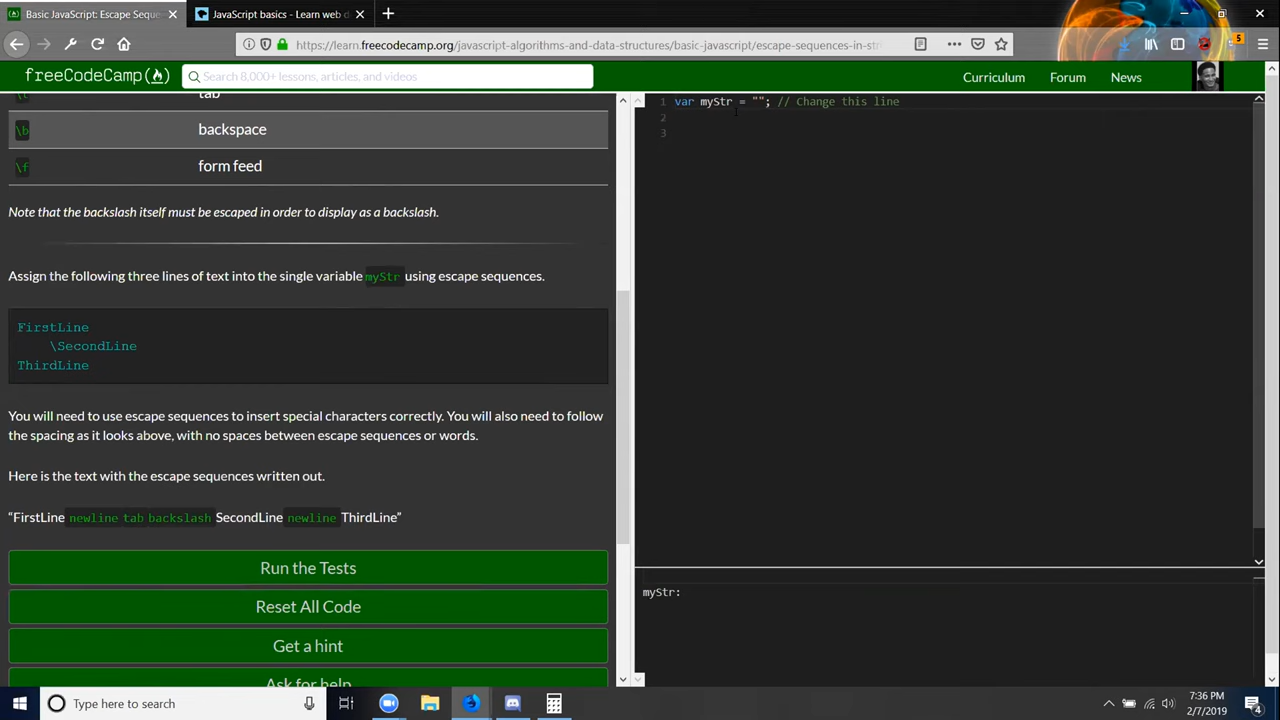 Basic JavaScript: Escape Seque
JavaScript basics - Learn web d
https://learn.freecodecamp.org/javascript-algorithms-and-data-structures/basic-javascript/escape-sequences-in-str
5
freeCodeCamp
Search 8,000+ lessons, articles, and videos
Curriculum
Forum
News
\t tab
\b backspace
\f form feed
Note that the backslash itself must be escaped in order to display as a backslash.
Assign the following three lines of text into the single variable myStr using escape sequences.
FirstLine
\SecondLine
ThirdLine
You will need to use escape sequences to insert special characters correctly. You will also need to follow
the spacing as it looks above, with no spaces between escape sequences or words.
Here is the text with the escape sequences written out.
“FirstLine newline tab backslash SecondLine newline ThirdLine”
Run the Tests
Reset All Code
Get a hint
Ask for help
1 var myStr = ""; // Change this line
2
3
myStr:
Type here to search
7:36 PM
2/7/2019
4